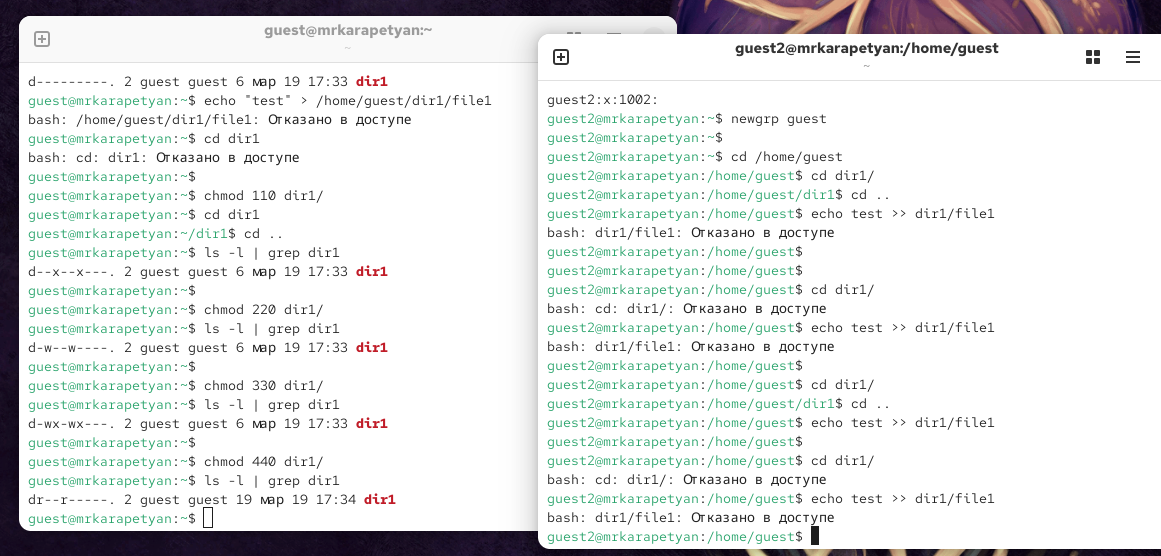 guest@mrkarapetyan:~
~
d---------. 2 guest guest 6 мар 19 17:33 dir1
guest@mrkarapetyan:~$ echo "test" > /home/guest/dir1/file1
bash: /home/guest/dir1/file1: Отказано в доступе
guest@mrkarapetyan:~$ cd dir1
bash: cd: dir1: Отказано в доступе
guest@mrkarapetyan:~$
guest@mrkarapetyan:~$ chmod 110 dir1/
guest@mrkarapetyan:~$ cd dir1
guest@mrkarapetyan:~/dir1$ cd ..
guest@mrkarapetyan:~$ ls -l | grep dir1
d--x--x---. 2 guest guest 6 мар 19 17:33 dir1
guest@mrkarapetyan:~$
guest@mrkarapetyan:~$ chmod 220 dir1/
guest@mrkarapetyan:~$ ls -l | grep dir1
d-w--w----. 2 guest guest 6 мар 19 17:33 dir1
guest@mrkarapetyan:~$
guest@mrkarapetyan:~$ chmod 330 dir1/
guest@mrkarapetyan:~$ ls -l | grep dir1
d-wx-wx---. 2 guest guest 6 мар 19 17:33 dir1
guest@mrkarapetyan:~$
guest@mrkarapetyan:~$ chmod 440 dir1/
guest@mrkarapetyan:~$ ls -l | grep dir1
dr--r-----. 2 guest guest 19 мар 19 17:34 dir1
guest@mrkarapetyan:~$
guest2@mrkarapetyan:/home/guest
~
guest2:x:1002:
guest2@mrkarapetyan:~$ newgrp guest
guest2@mrkarapetyan:~$
guest2@mrkarapetyan:~$ cd /home/guest
guest2@mrkarapetyan:/home/guest$ cd dir1/
guest2@mrkarapetyan:/home/guest/dir1$ cd ..
guest2@mrkarapetyan:/home/guest$ echo test >> dir1/file1
bash: dir1/file1: Отказано в доступе
guest2@mrkarapetyan:/home/guest$
guest2@mrkarapetyan:/home/guest$
guest2@mrkarapetyan:/home/guest$ cd dir1/
bash: cd: dir1/: Отказано в доступе
guest2@mrkarapetyan:/home/guest$ echo test >> dir1/file1
bash: dir1/file1: Отказано в доступе
guest2@mrkarapetyan:/home/guest$
guest2@mrkarapetyan:/home/guest$ cd dir1/
guest2@mrkarapetyan:/home/guest/dir1$ cd ..
guest2@mrkarapetyan:/home/guest$ echo test >> dir1/file1
guest2@mrkarapetyan:/home/guest$
guest2@mrkarapetyan:/home/guest$ cd dir1/
bash: cd: dir1/: Отказано в доступе
guest2@mrkarapetyan:/home/guest$ echo test >> dir1/file1
bash: dir1/file1: Отказано в доступе
guest2@mrkarapetyan:/home/guest$